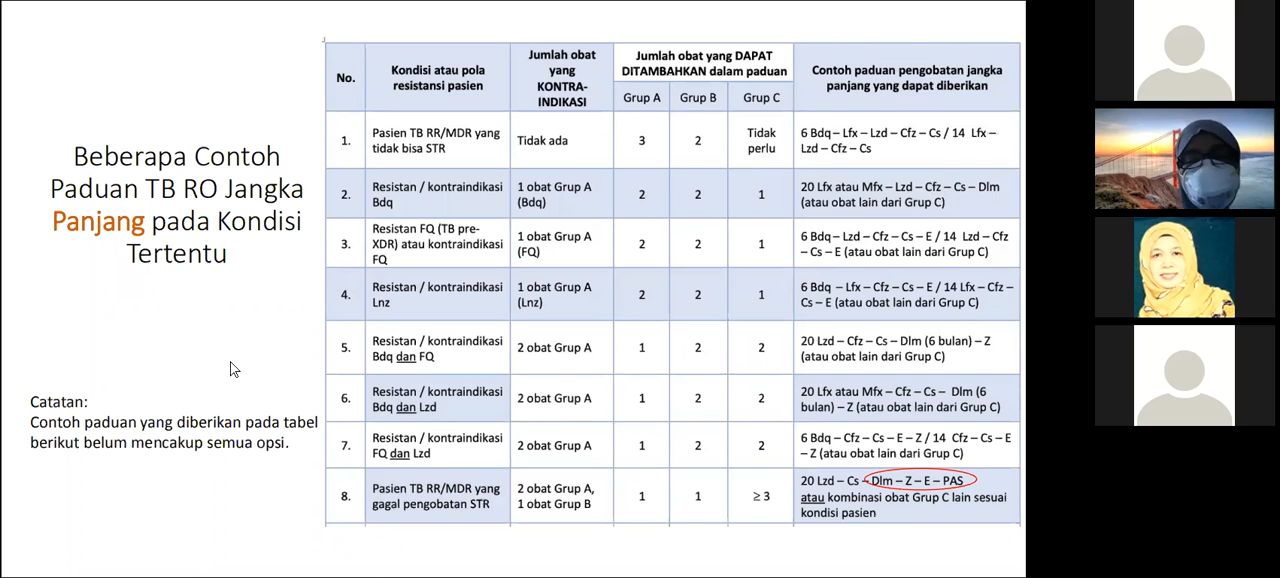 Beberapa Contoh
Paduan TB RO Jangka
Panjang pada Kondisi
Tertentu
Catatan:
Contoh paduan yang diberikan pada tabel
berikut belum mencakup semua opsi.
No.
Kondisi atau pola
resistansi pasien
Jumlah obat
yang
KONTRA-
INDIKASI
Jumlah obat yang DAPAT
DITAMBAHKAN dalam paduan
Grup A
Grup B
Grup C
Contoh paduan pengobatan jangka
panjang yang dapat diberikan
1.
Pasien TB RR/MDR yang
tidak bisa STR
Tidak ada
3
2
Tidak
perlu
6 Bdq – Lfx – Lzd – Cfz – Cs / 14 Lfx –
Lzd – Cfz – Cs
2.
Resistan / kontraindikasi
Bdq
1 obat Grup A
(Bdq)
2
2
1
20 Lfx atau Mfx – Lzd – Cfz – Cs – Dlm
(atau obat lain dari Grup C)
3.
Resistan FQ (TB pre-
XDR) atau kontraindikasi
FQ
1 obat Grup A
(FQ)
2
2
1
6 Bdq – Lzd – Cfz – Cs – E / 14 Lzd – Cfz
– Cs – E (atau obat lain dari Grup C)
4.
Resistan / kontraindikasi
Lnz
1 obat Grup A
(Lnz)
2
2
1
6 Bdq – Lfx – Cfz – Cs – E / 14 Lfx – Cfz –
Cs – E (atau obat lain dari Grup C)
5.
Resistan / kontraindikasi
Bdq dan FQ
2 obat Grup A
1
2
2
20 Lzd – Cfz – Cs – Dlm (6 bulan) – Z
(atau obat lain dari Grup C)
6.
Resistan / kontraindikasi
Bdq dan Lzd
2 obat Grup A
1
2
2
20 Lfx atau Mfx – Cfz – Cs – Dlm (6
bulan) – Z (atau obat lain dari Grup C)
7.
Resistan / kontraindikasi
FQ dan Lzd
2 obat Grup A
1
2
2
6 Bdq – Cfz – Cs – E – Z / 14 Cfz – Cs – E
– Z (atau obat lain dari Grup C)
8.
Pasien TB RR/MDR yang
gagal pengobatan STR
2 obat Grup A,
1 obat Grup B
1
1
≥ 3
20 Lzd – Cs – Dlm – Z – E – PAS
atau kombinasi obat Grup C lain sesuai
kondisi pasien